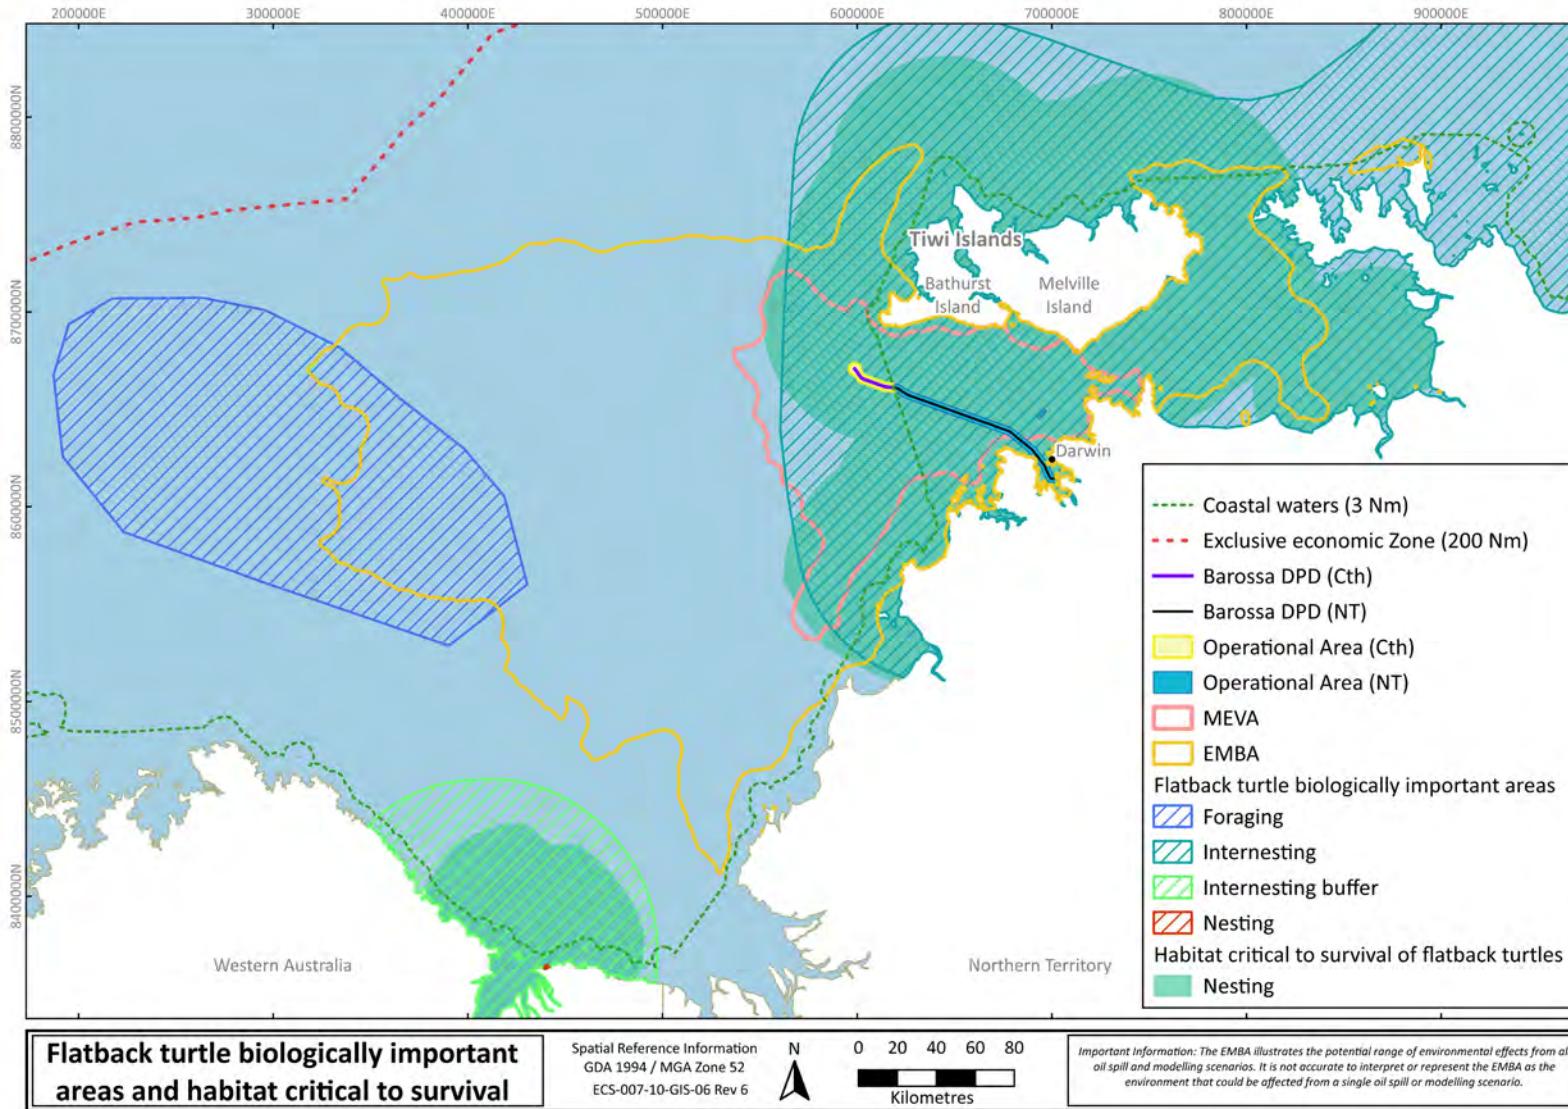 200000E 300000E 400000E 500000E 600000E 700000E 800000E 900000E
8800000N
8700000N
8600000N
8500000N
8400000N
Tiwi Islands
Bathurst
Island
Melville
Island
Darwin
Western Australia
Northern Territory
Coastal waters (3 Nm)
Exclusive economic Zone (200 Nm)
Barossa DPD (Cth)
Barossa DPD (NT)
Operational Area (Cth)
Operational Area (NT)
MEVA
EMBA
Flatback turtle biologically important areas
Foraging
Internesting
Internesting buffer
Nesting
Habitat critical to survival of flatback turtles
Nesting
Flatback turtle biologically important
areas and habitat critical to survival
Spatial Reference Information
GDA 1994 / MGA Zone 52
ECS-007-10-GIS-06 Rev 6
N
0 20 40 60 80
Kilometres
Important Information: The EMBA illustrates the potential range of environmental effects from all
oil spill and modelling scenarios. It is not accurate to interpret or represent the EMBA as the
environment that could be affected from a single oil spill or modelling scenario.